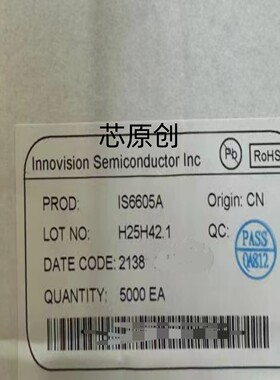 芯原创
Innovision Semiconductor Inc Pb RoHS
PROD: IS6605A Origin: CN
LOT NO: H25H42.1 QC: PASS
QA812
DATE CODE: 2138
QUANTITY: 5000 EA